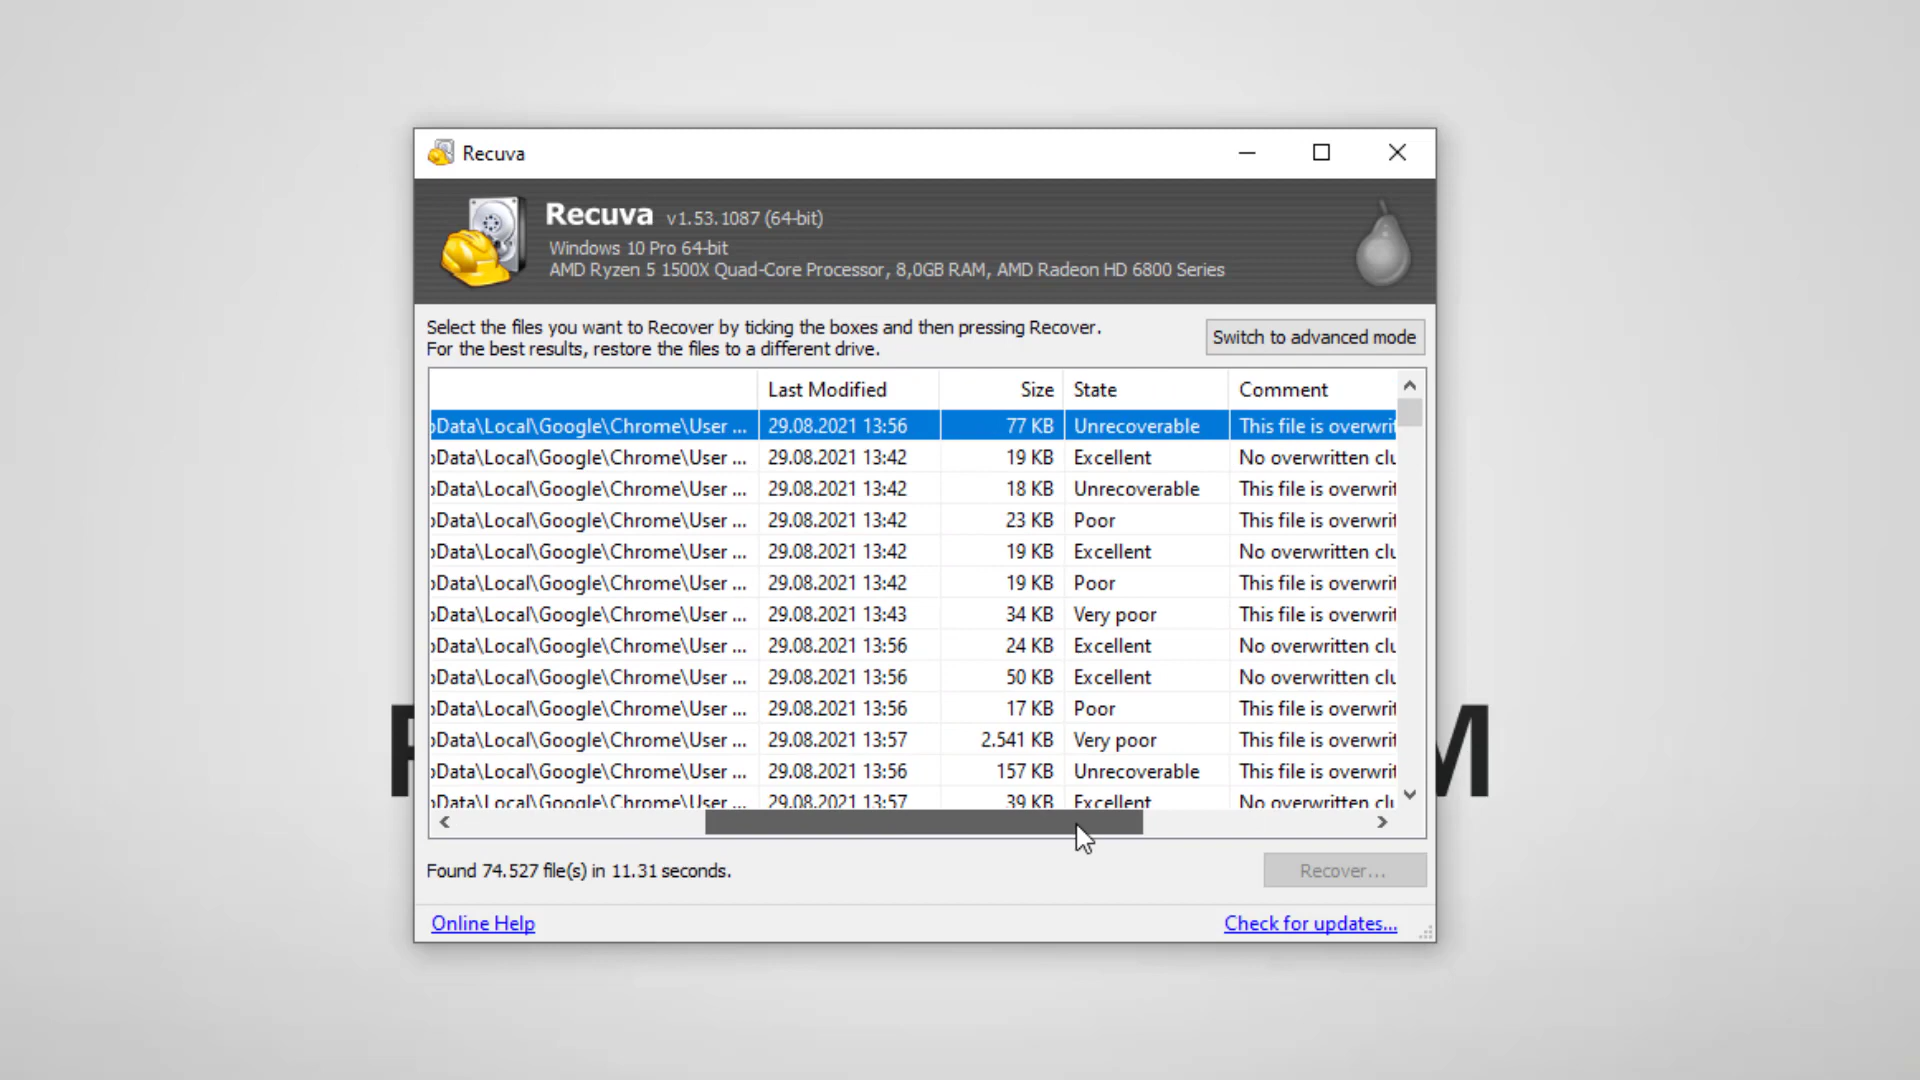 Recuva
Recuva v1.53.1087 (64-bit)
Windows 10 Pro 64-bit
AMD Ryzen 5 1500X Quad-Core Processor, 8,0GB RAM, AMD Radeon HD 6800 Series
Select the files you want to Recover by ticking the boxes and then pressing Recover.
For the best results, restore the files to a different drive.
Switch to advanced mode
Last Modified Size State Comment
Data\Local\Google\Chrome\User ... 29.08.2021 13:56 77 KB Unrecoverable This file is overwrit
Data\Local\Google\Chrome\User ... 29.08.2021 13:42 19 KB Excellent No overwritten clu
Data\Local\Google\Chrome\User ... 29.08.2021 13:42 18 KB Unrecoverable This file is overwrit
Data\Local\Google\Chrome\User ... 29.08.2021 13:42 23 KB Poor This file is overwrit
Data\Local\Google\Chrome\User ... 29.08.2021 13:42 19 KB Excellent No overwritten clu
Data\Local\Google\Chrome\User ... 29.08.2021 13:42 19 KB Poor This file is overwrit
Data\Local\Google\Chrome\User ... 29.08.2021 13:43 34 KB Very poor This file is overwrit
Data\Local\Google\Chrome\User ... 29.08.2021 13:56 24 KB Excellent No overwritten clu
Data\Local\Google\Chrome\User ... 29.08.2021 13:56 50 KB Excellent No overwritten clu
Data\Local\Google\Chrome\User ... 29.08.2021 13:56 17 KB Poor This file is overwrit
Data\Local\Google\Chrome\User ... 29.08.2021 13:57 2.541 KB Very poor This file is overwrit
Data\Local\Google\Chrome\User ... 29.08.2021 13:56 157 KB Unrecoverable This file is overwrit
Data\Local\Google\Chrome\User ... 29.08.2021 13:57 39 KB Excellent No overwritten clu
Found 74.527 file(s) in 11.31 seconds.
Recover...
Online Help
Check for updates...